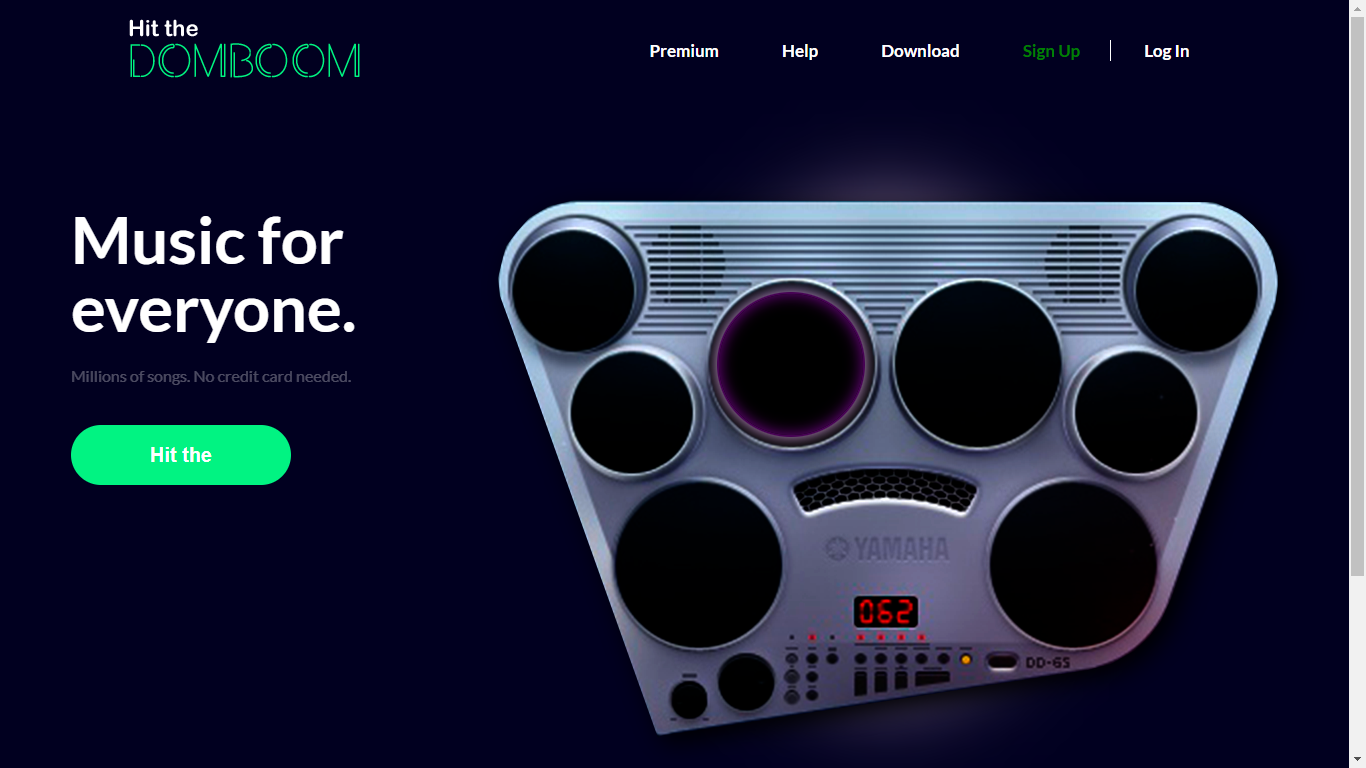 Hit the
DOMBOOM
Premium
Help
Download
Sign Up
Log In
Music for
everyone.
Millions of songs. No credit card needed.
Hit the
YAMAHA
062
DD-65